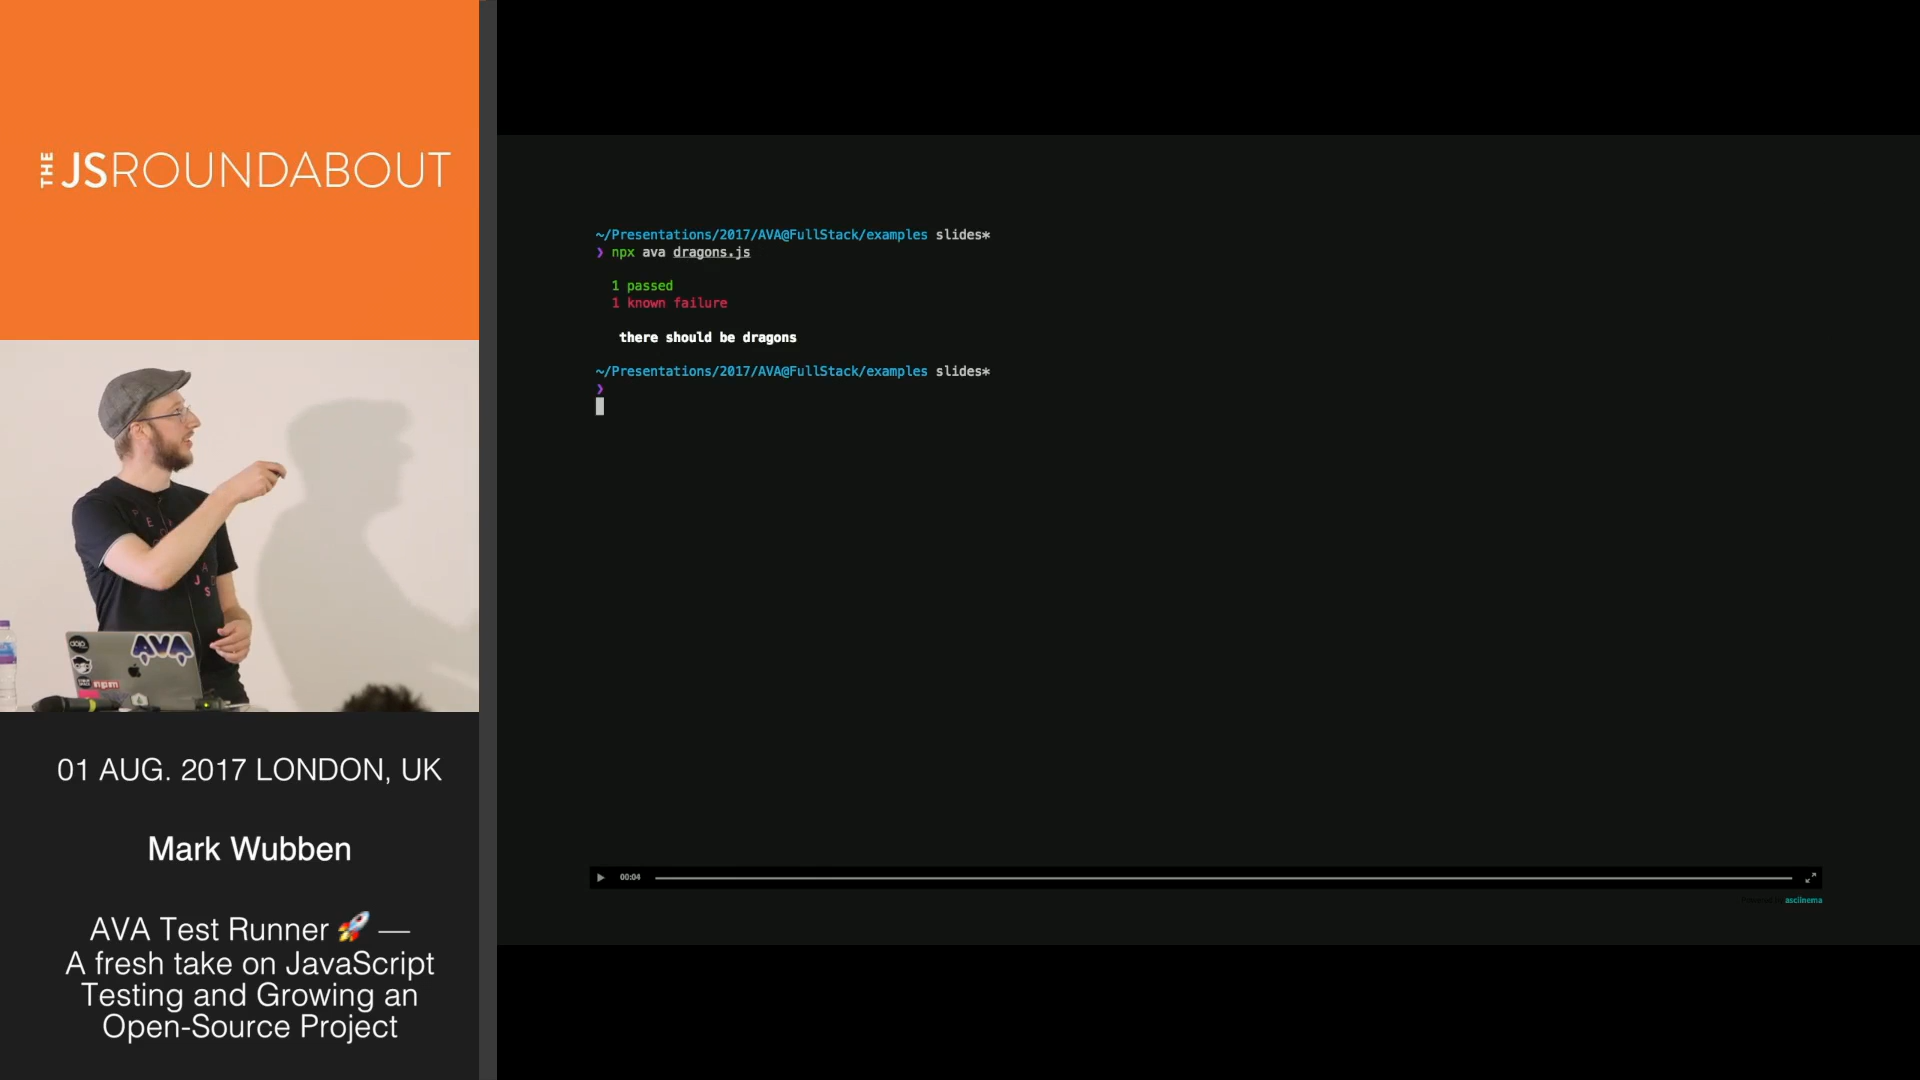 THE JSROUNDABOUT
~/Presentations/2017/AVA@FullStack/examples slides*
❯ npx ava dragons.js
1 passed
1 known failure
there should be dragons
~/Presentations/2017/AVA@FullStack/examples slides*
❯
00:04
asciinema
AVA
npm
01 AUG. 2017 LONDON, UK
Mark Wubben
AVA Test Runner 🚀 —
A fresh take on JavaScript
Testing and Growing an
Open-Source Project